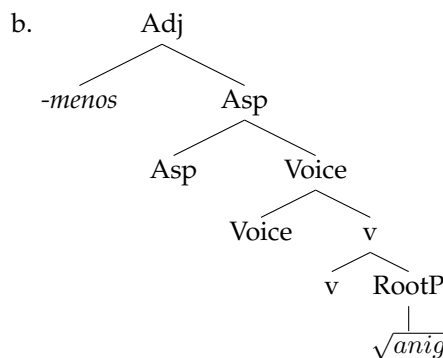 b. Adj
-menos Asp
Asp Voice
Voice v
v RootP
√anig